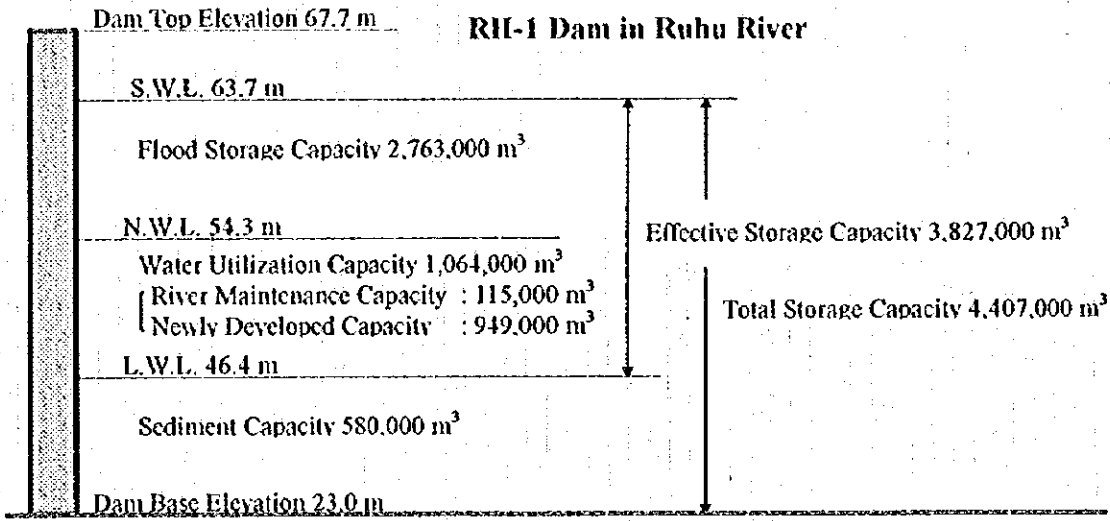 Dam Top Elevation 67.7 m
RH-1 Dam in Ruhu River
S.W.L. 63.7 m
Flood Storage Capacity 2,763,000 m³
N.W.L. 54.3 m
Effective Storage Capacity 3,827,000 m³
Water Utilization Capacity 1,064,000 m³
River Maintenance Capacity : 115,000 m³
Newly Developed Capacity : 949,000 m³
Total Storage Capacity 4,407,000 m³
L.W.L. 46.4 m
Sediment Capacity 580,000 m³
Dam Base Elevation 23.0 m